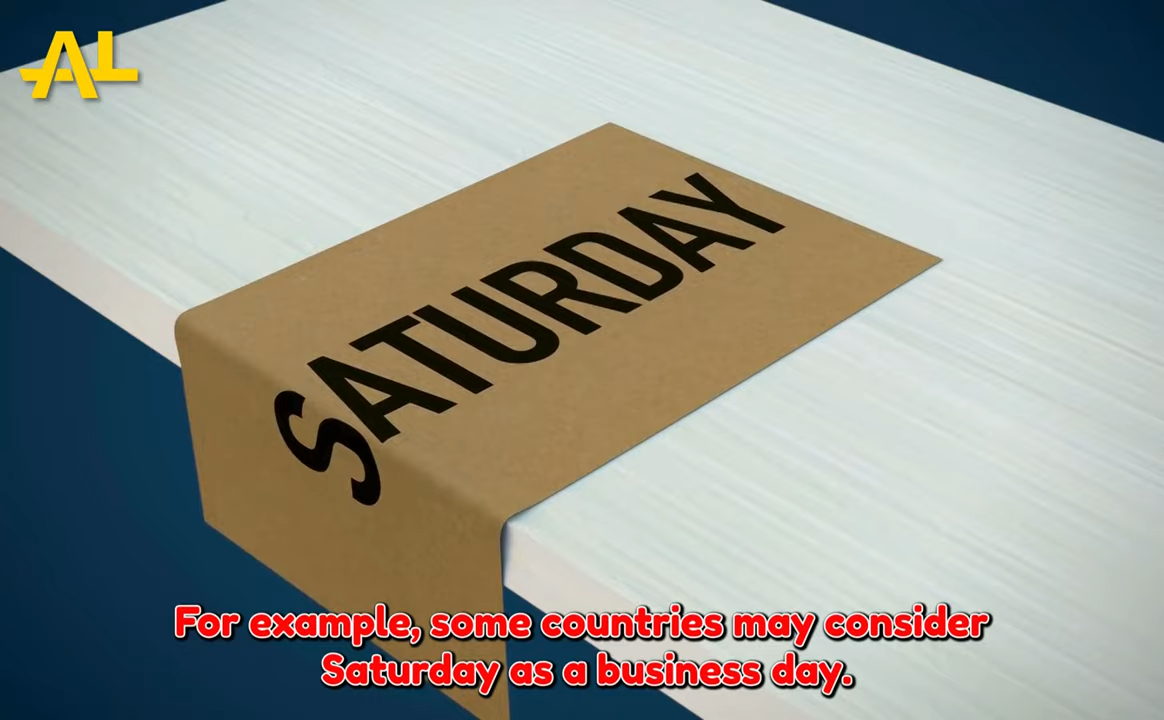 AL
SATURDAY
For example, some countries may consider
Saturday as a business day.